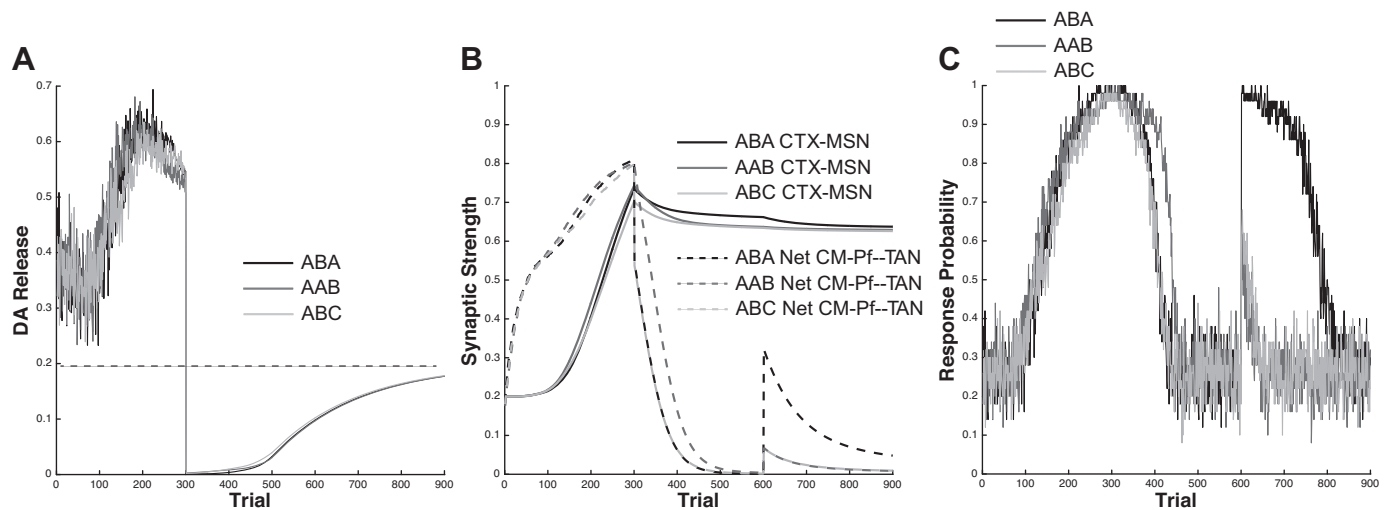 A
DA Release
0.7
0.6
0.5
0.4
0.3
0.2
0.1
0
ABA
AAB
ABC
0 100 200 300 400 500 600 700 800 900
Trial
B
Synaptic Strength
1
0.9
0.8
0.7
0.6
0.5
0.4
0.3
0.2
0.1
0
ABA CTX-MSN
AAB CTX-MSN
ABC CTX-MSN
ABA Net CM-Pf--TAN
AAB Net CM-Pf--TAN
ABC Net CM-Pf--TAN
0 100 200 300 400 500 600 700 800 900
Trial
C
ABA
AAB
ABC
Response Probability
1
0.9
0.8
0.7
0.6
0.5
0.4
0.3
0.2
0.1
0
0 100 200 300 400 500 600 700 800 900
Trial